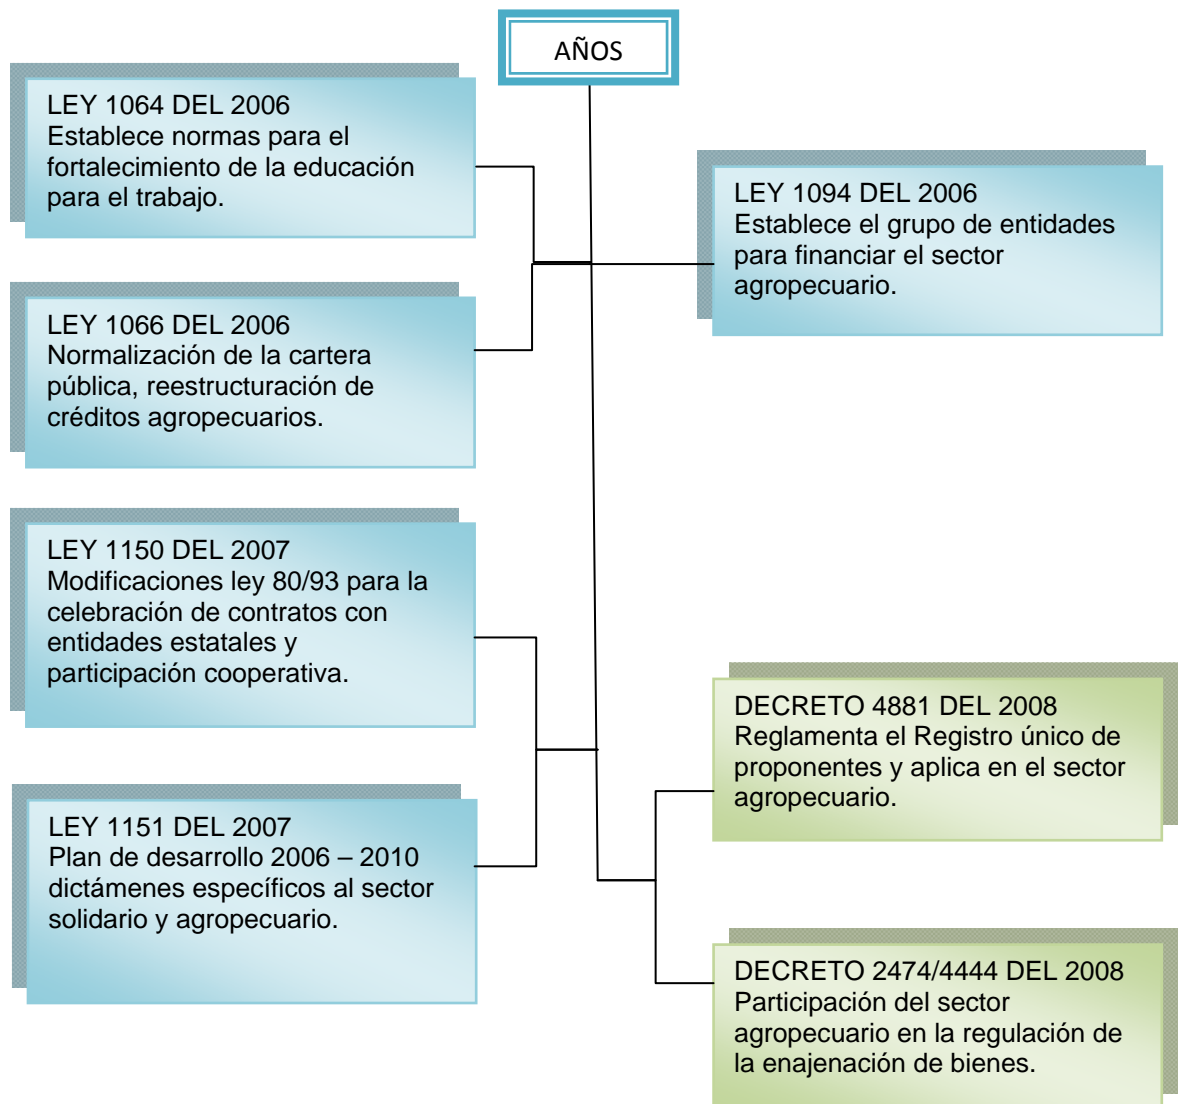 AÑOS
LEY 1064 DEL 2006
Establece normas para el
fortalecimiento de la educación
para el trabajo.
LEY 1094 DEL 2006
Establece el grupo de entidades
para financiar el sector
agropecuario.
LEY 1066 DEL 2006
Normalización de la cartera
pública, reestructuración de
créditos agropecuarios.
LEY 1150 DEL 2007
Modificaciones ley 80/93 para la
celebración de contratos con
entidades estatales y
participación cooperativa.
DECRETO 4881 DEL 2008
Reglamenta el Registro único de
proponentes y aplica en el sector
agropecuario.
LEY 1151 DEL 2007
Plan de desarrollo 2006 – 2010
dictámenes específicos al sector
solidario y agropecuario.
DECRETO 2474/4444 DEL 2008
Participación del sector
agropecuario en la regulación de
la enajenación de bienes.